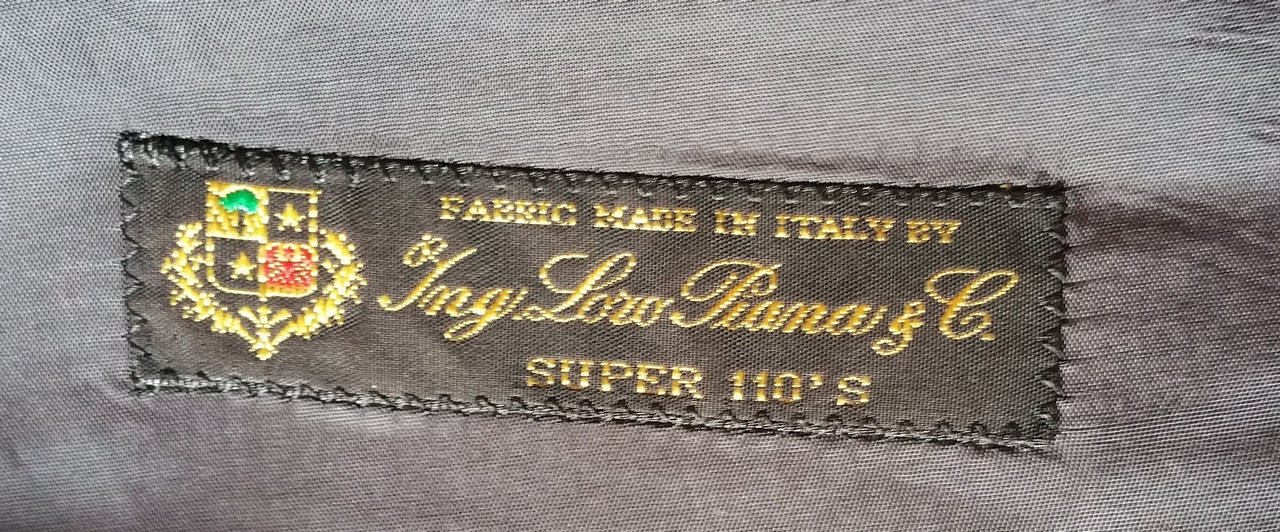 FABRIC MADE IN ITALY BY
Ing. Loro Piana & C.
SUPER 110'S